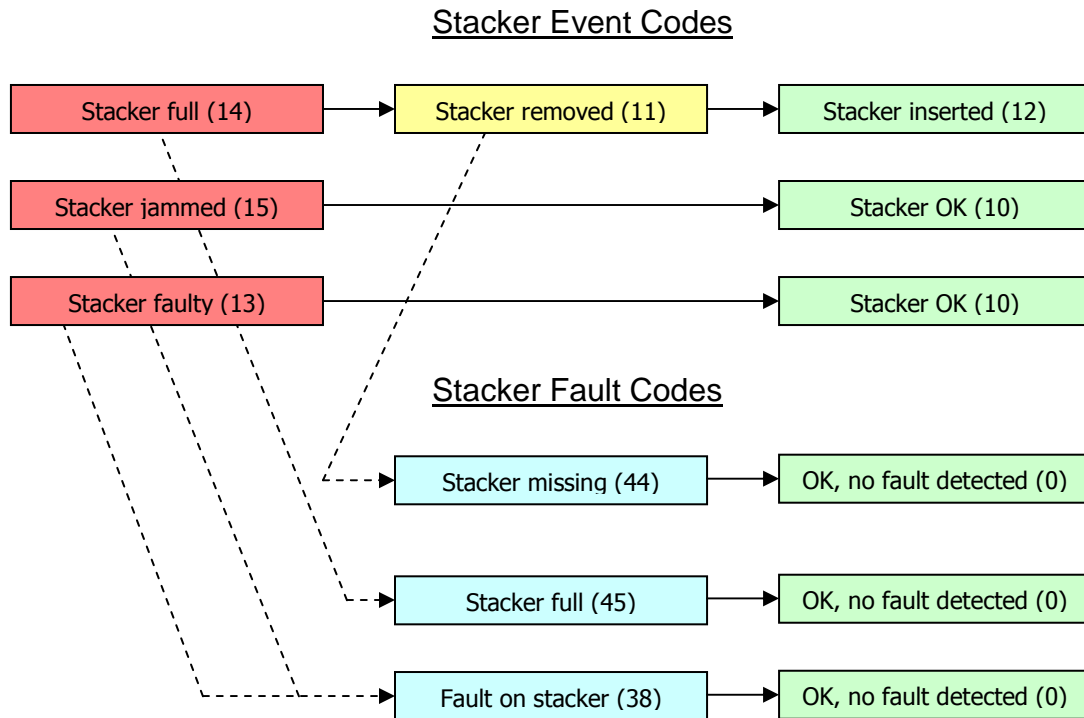 Stacker Event Codes
Stacker full (14)
Stacker removed (11)
Stacker inserted (12)
Stacker jammed (15)
Stacker OK (10)
Stacker faulty (13)
Stacker OK (10)
Stacker Fault Codes
Stacker missing (44)
OK, no fault detected (0)
Stacker full (45)
OK, no fault detected (0)
Fault on stacker (38)
OK, no fault detected (0)